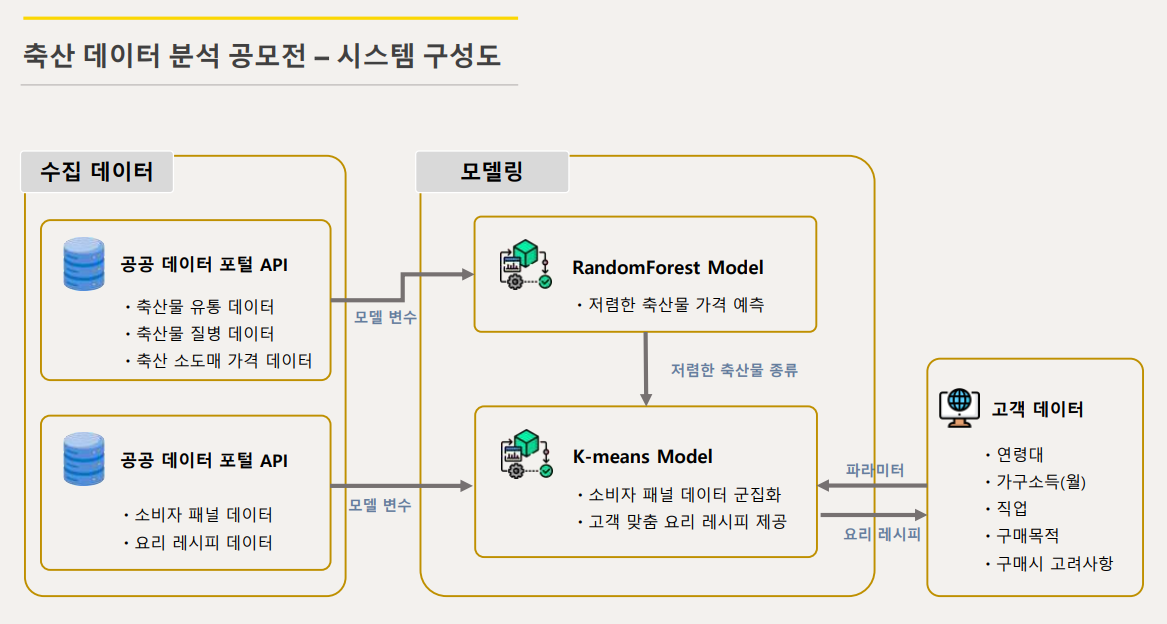 축산 데이터 분석 공모전 – 시스템 구성도
수집 데이터
공공 데이터 포털 API
· 축산물 유통 데이터
· 축산물 질병 데이터
· 축산 소도매 가격 데이터
공공 데이터 포털 API
· 소비자 패널 데이터
· 요리 레시피 데이터
모델 변수
모델 변수
모델링
RandomForest Model
· 저렴한 축산물 가격 예측
저렴한 축산물 종류
K-means Model
· 소비자 패널 데이터 군집화
· 고객 맞춤 요리 레시피 제공
파라미터
요리 레시피
고객 데이터
· 연령대
· 가구소득(월)
· 직업
· 구매목적
· 구매시 고려사항